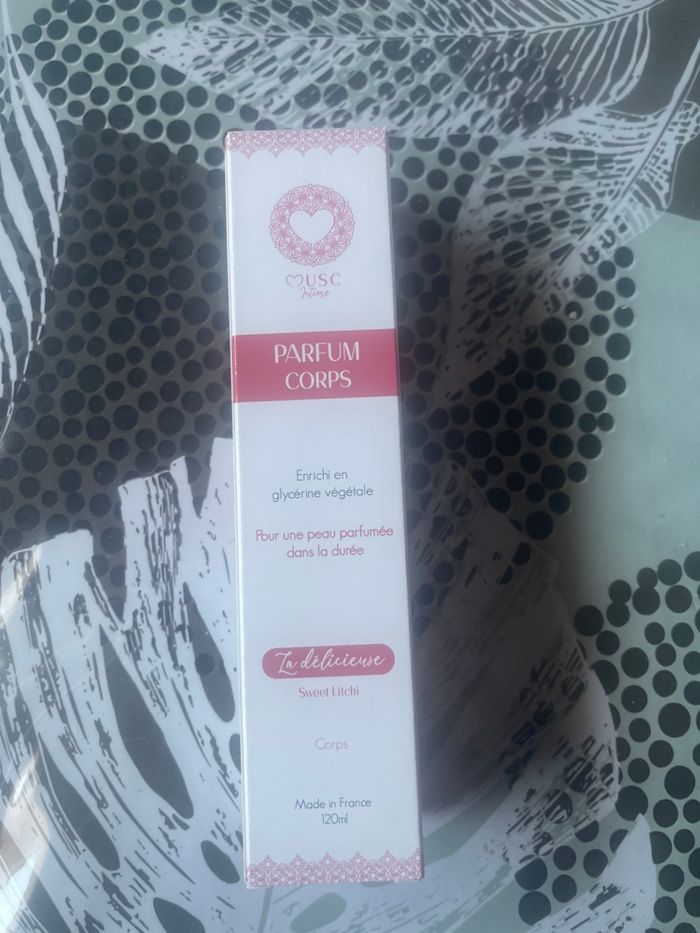 MUSC
Intime
PARFUM
CORPS
Enrichi en
glycérine végétale
Pour une peau parfumée
dans la durée
La délicieuse
Sweet Litchi
Corps
Made in France
120ml